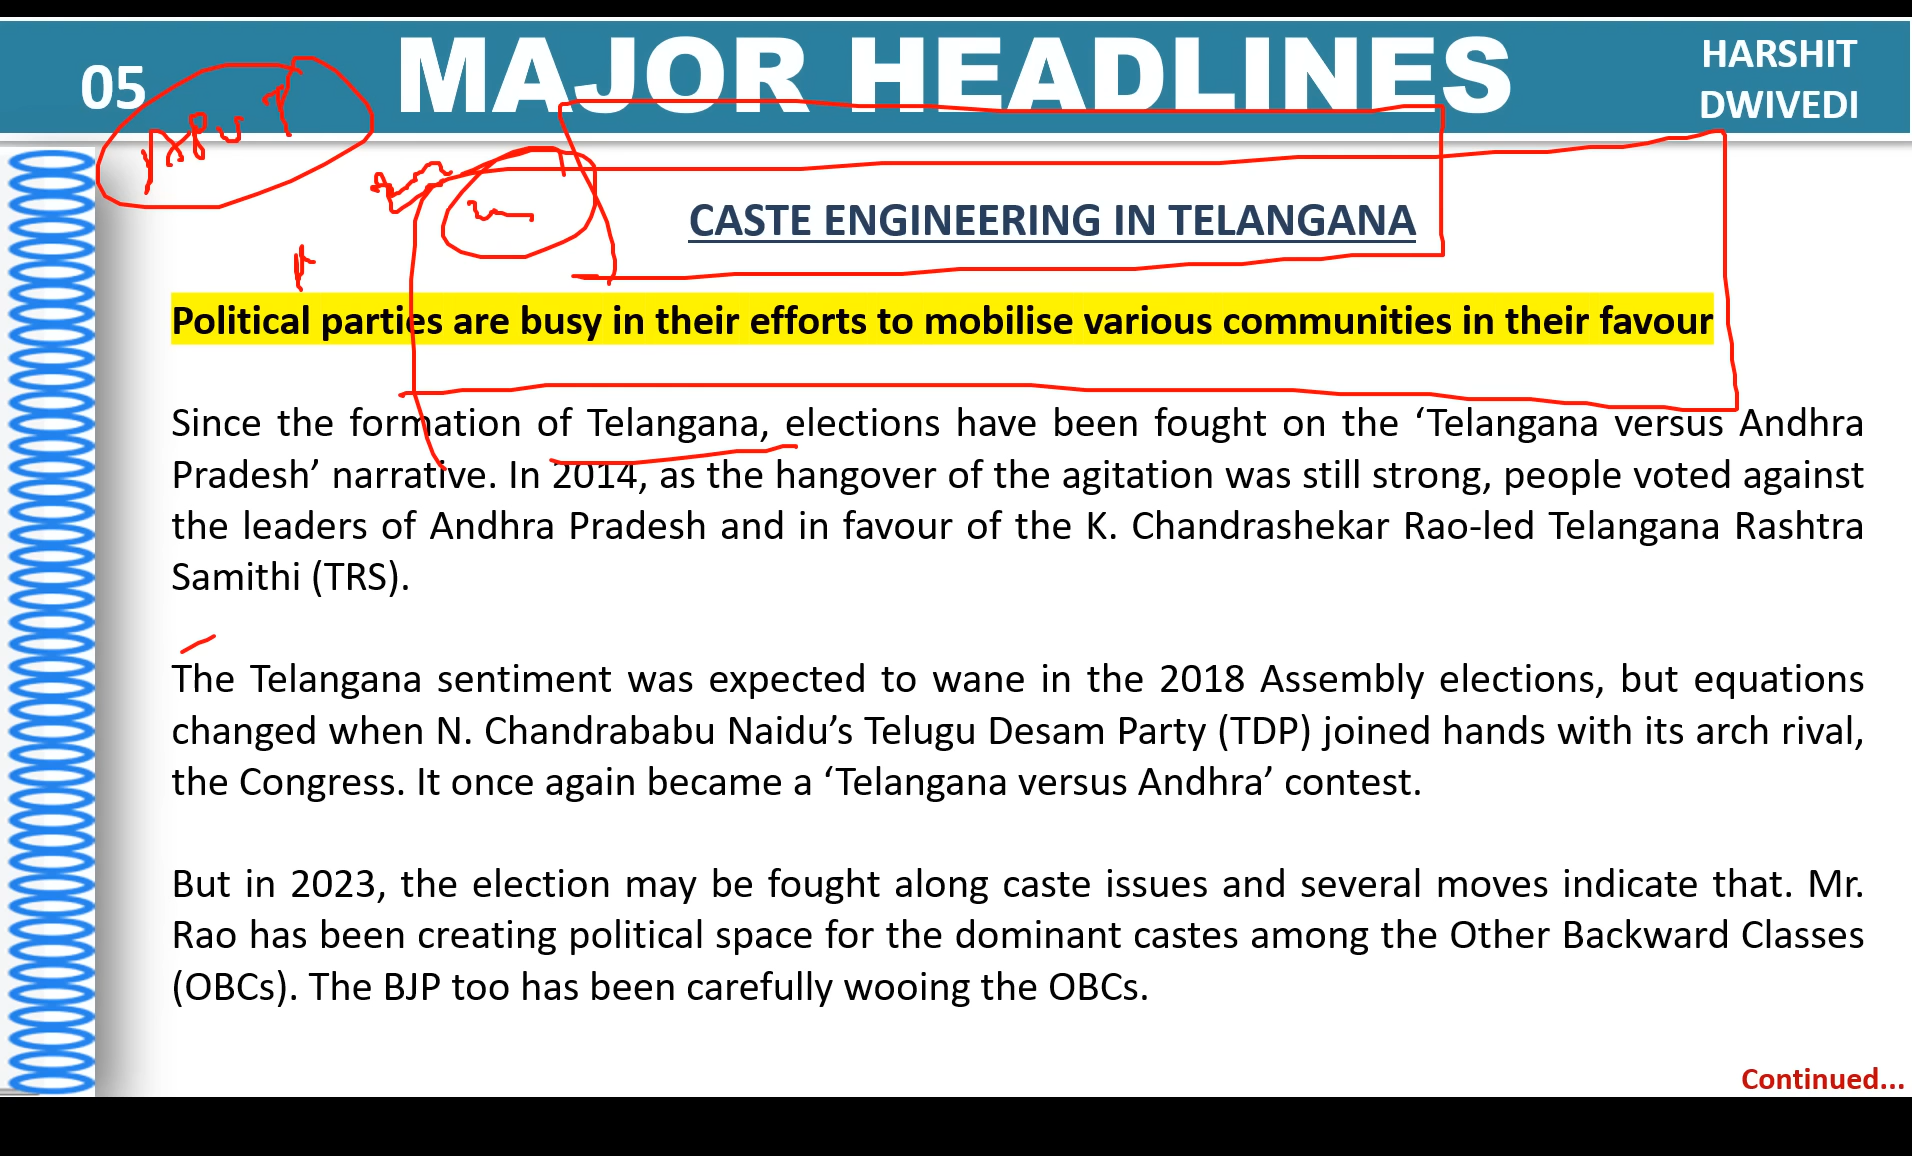 05
MAJOR HEADLINES
HARSHIT
DWIVEDI
CASTE ENGINEERING IN TELANGANA
Political parties are busy in their efforts to mobilise various communities in their favour
Since the formation of Telangana, elections have been fought on the ‘Telangana versus Andhra
Pradesh’ narrative. In 2014, as the hangover of the agitation was still strong, people voted against
the leaders of Andhra Pradesh and in favour of the K. Chandrashekar Rao-led Telangana Rashtra
Samithi (TRS).
The Telangana sentiment was expected to wane in the 2018 Assembly elections, but equations
changed when N. Chandrababu Naidu’s Telugu Desam Party (TDP) joined hands with its arch rival,
the Congress. It once again became a ‘Telangana versus Andhra’ contest.
But in 2023, the election may be fought along caste issues and several moves indicate that. Mr.
Rao has been creating political space for the dominant castes among the Other Backward Classes
(OBCs). The BJP too has been carefully wooing the OBCs.
Continued...